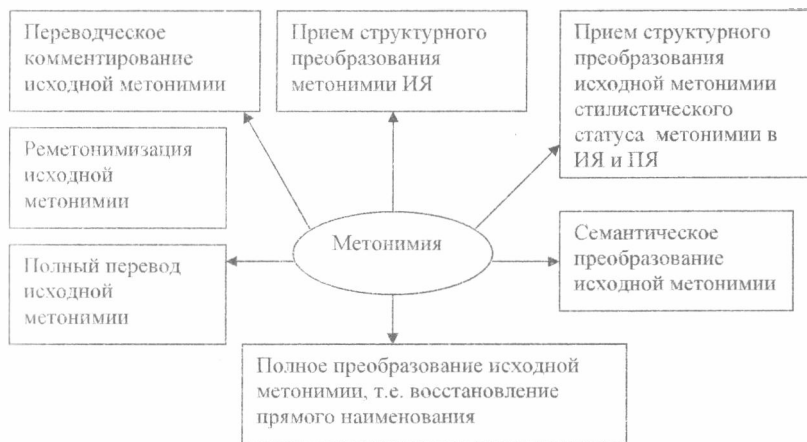 Переводческое
комментирование
исходной метонимии
Прием структурного
преобразования
метонимии ИЯ
Прием структурного
преобразования
исходной метонимии
стилистического
статуса метонимии в
ИЯ и ПЯ
Реметонимизация
исходной
метонимии
Метонимия
Полный перевод
исходной
метонимии
Семантическое
преобразование
исходной метонимии
Полное преобразование исходной
метонимии, т.е. восстановление
прямого наименования